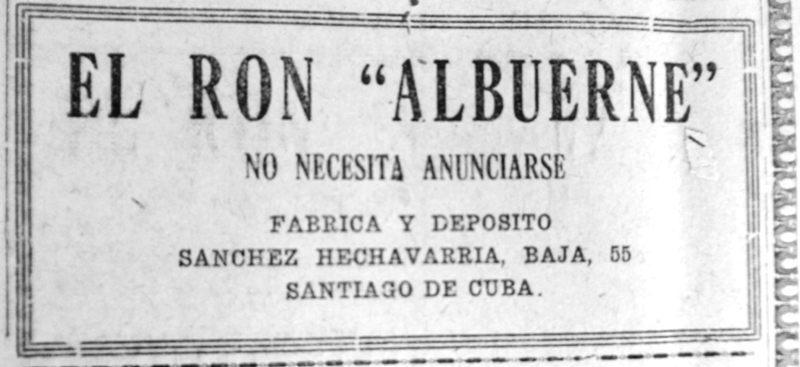 EL RON “ALBUERNE”
NO NECESITA ANUNCIARSE
FABRICA Y DEPOSITO
SANCHEZ HECHAVARRIA, BAJA, 55
SANTIAGO DE CUBA.